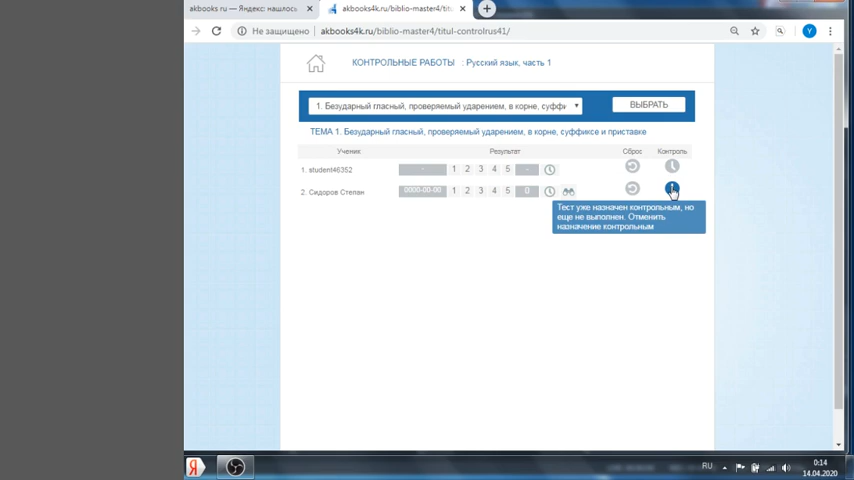 akbooks ru — Яндекс: нашлось
akbooks4k.ru/biblio-master4/titu
Не защищено
akbooks4k.ru/biblio-master4/titul-controlrus41/
Y
КОНТРОЛЬНЫЕ РАБОТЫ : Русский язык, часть 1
1. Безударный гласный, проверяемый ударением, в корне, суффи
ВЫБРАТЬ
ТЕМА 1. Безударный гласный, проверяемый ударением, в корне, суффиксе и приставке
Ученик Результат Сброс Контроль
1. student46352 - 1 2 3 4 5 -
2. Сидоров Степан 0000-00-00 1 2 3 4 5 0
Тест уже назначен контрольным, но
еще не выполнен. Отменить
назначение контрольным
Я
RU
0:14
14.04.2020